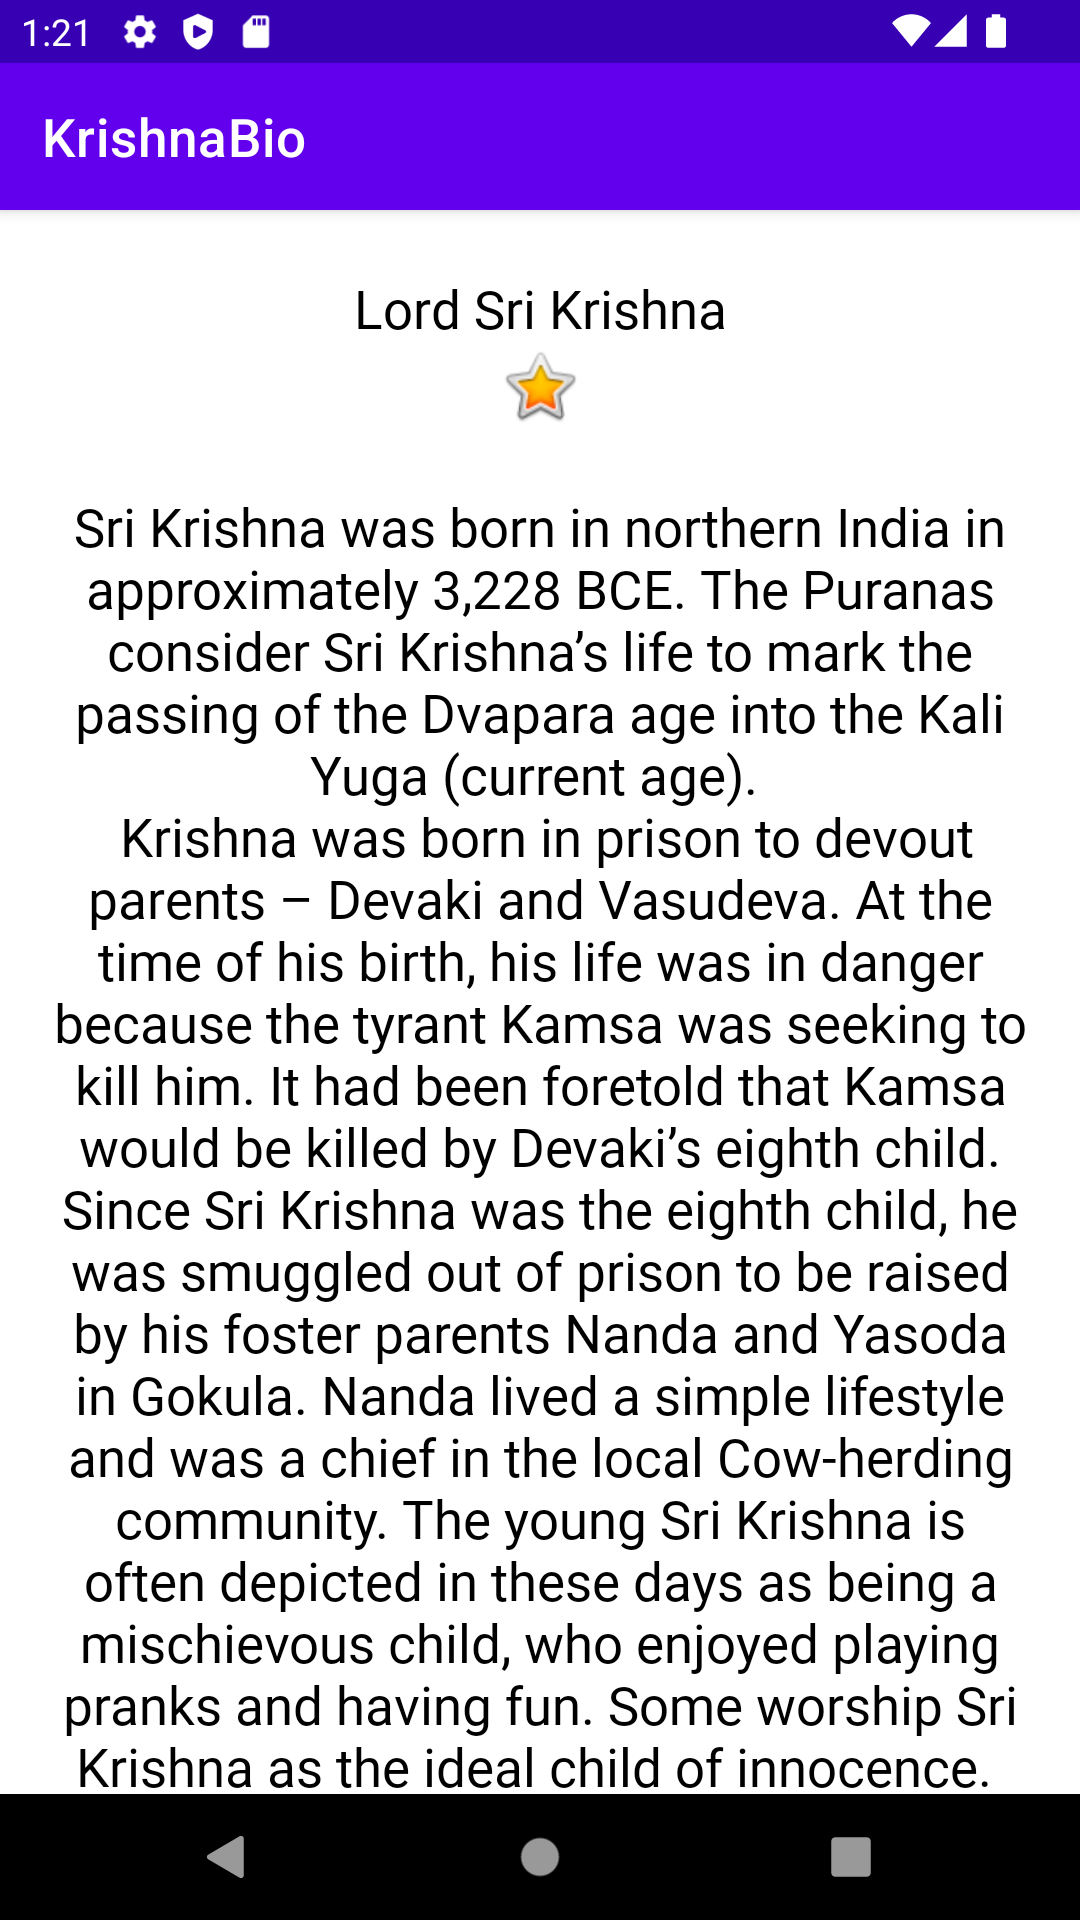 1:21
KrishnaBio
Lord Sri Krishna
Sri Krishna was born in northern India in
approximately 3,228 BCE. The Puranas
consider Sri Krishna’s life to mark the
passing of the Dvapara age into the Kali
Yuga (current age).
Krishna was born in prison to devout
parents – Devaki and Vasudeva. At the
time of his birth, his life was in danger
because the tyrant Kamsa was seeking to
kill him. It had been foretold that Kamsa
would be killed by Devaki’s eighth child.
Since Sri Krishna was the eighth child, he
was smuggled out of prison to be raised
by his foster parents Nanda and Yasoda
in Gokula. Nanda lived a simple lifestyle
and was a chief in the local Cow-herding
community. The young Sri Krishna is
often depicted in these days as being a
mischievous child, who enjoyed playing
pranks and having fun. Some worship Sri
Krishna as the ideal child of innocence.